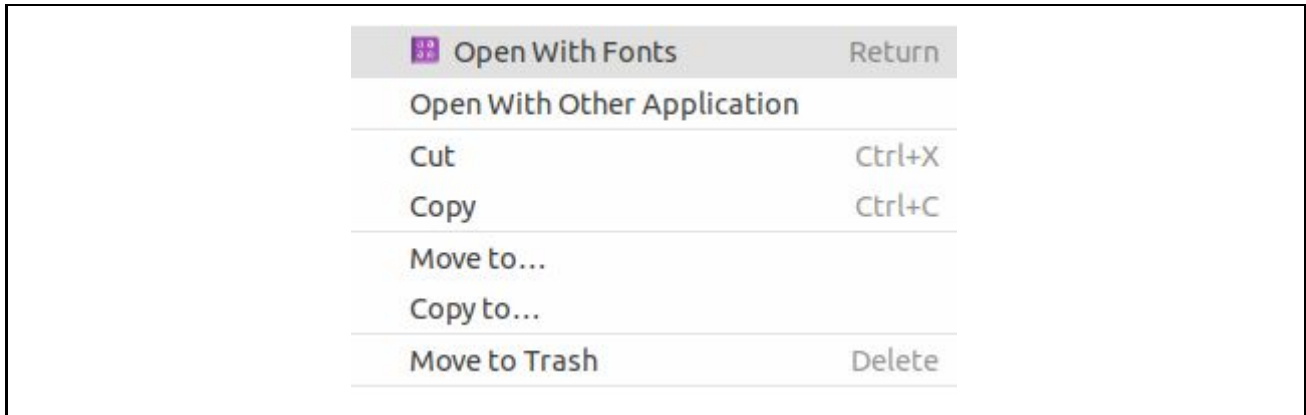 Open With Fonts Return
Open With Other Application
Cut Ctrl+X
Copy Ctrl+C
Move to…
Copy to…
Move to Trash Delete